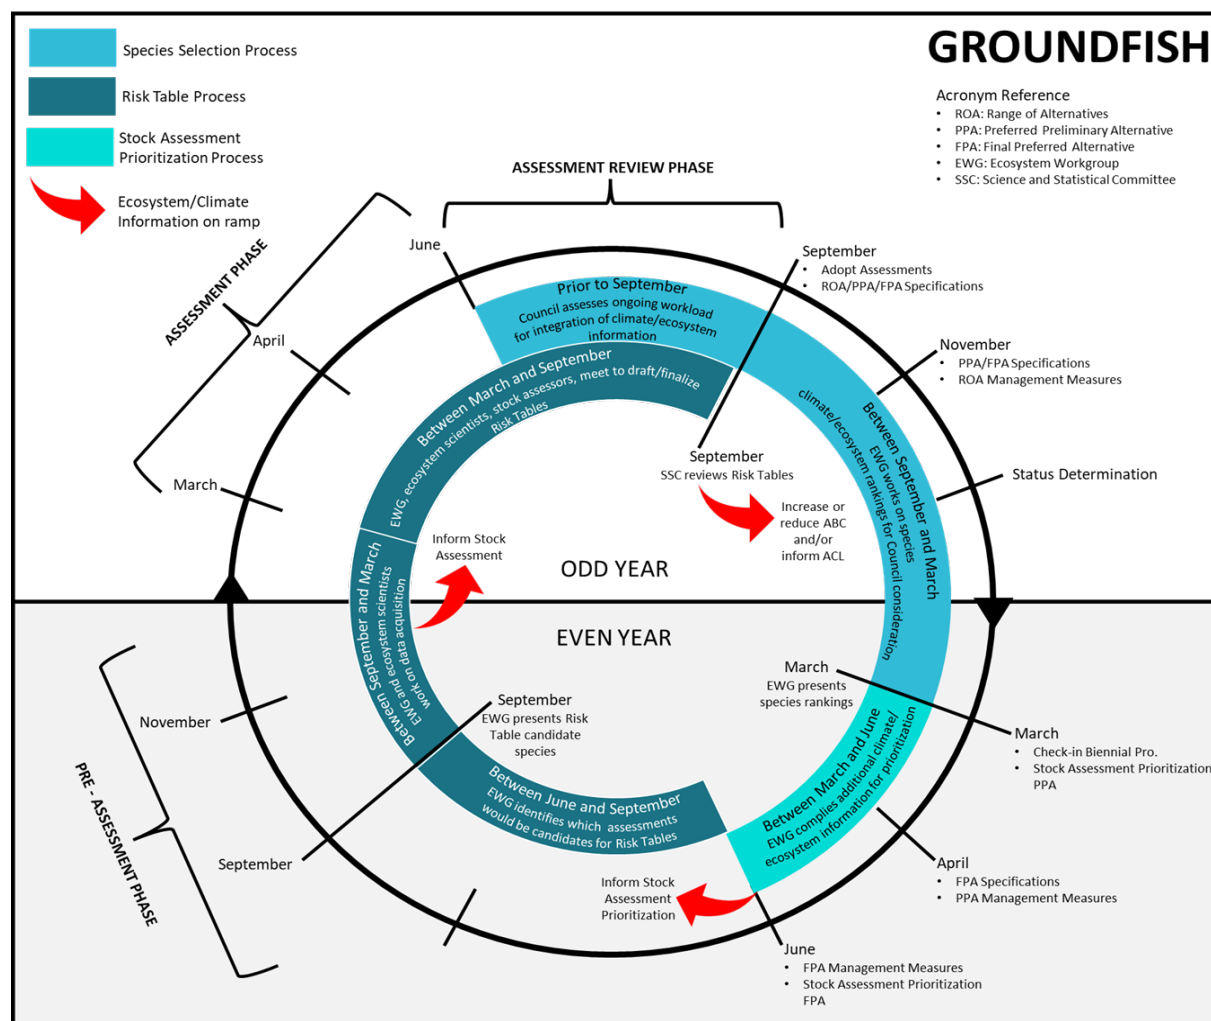 GROUNDFISH
Species Selection Process
Risk Table Process
Stock Assessment
Prioritization Process
Ecosystem/Climate
Information on ramp
Acronym Reference
• ROA: Range of Alternatives
• PPA: Preferred Preliminary Alternative
• FPA: Final Preferred Alternative
• EWG: Ecosystem Workgroup
• SSC: Science and Statistical Committee
ASSESSMENT REVIEW PHASE
ASSESSMENT PHASE
June
April
March
September
• Adopt Assessments
• ROA/PPA/FPA Specifications
November
• PPA/FPA Specifications
• ROA Management Measures
Status Determination
Prior to September
Council assesses ongoing workload
for integration of climate/ecosystem
information
Between March and September
EWG, ecosystem scientists, stock assessors, meet to draft/finalize
Risk Tables
Between September and March
EWG works on species
climate/ecosystem rankings for Council consideration
September
SSC reviews Risk Tables
Increase or
reduce ABC
and/or
inform ACL
Inform Stock
Assessment
ODD YEAR
EVEN YEAR
Between September and March
EWG and ecosystem scientists
work on data acquisition
March
EWG presents
species rankings
September
EWG presents Risk
Table candidate
species
March
• Check-in Biennial Pro.
• Stock Assessment Prioritization
PPA
Between March and June
EWG complies additional climate/
ecosystem information for prioritization
Between June and September
EWG identifies which assessments
would be candidates for Risk Tables
November
PRE - ASSESSMENT PHASE
September
April
• FPA Specifications
• PPA Management Measures
Inform Stock
Assessment
Prioritization
June
• FPA Management Measures
• Stock Assessment Prioritization
FPA